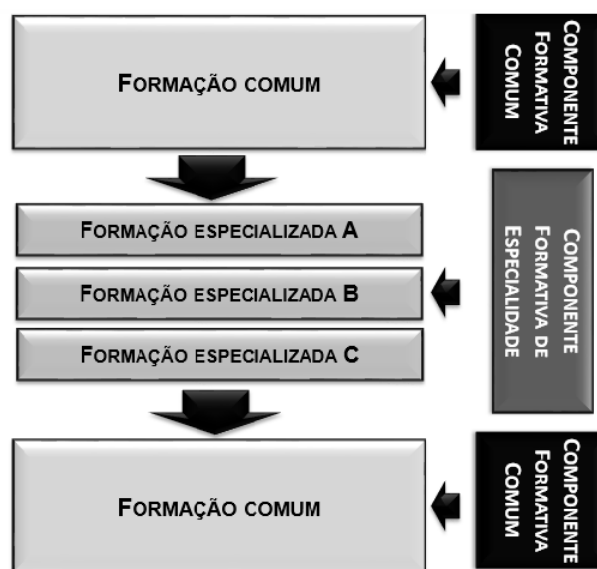 FORMAÇÃO COMUM
COMPONENTE
FORMATIVA
COMUM
FORMAÇÃO ESPECIALIZADA A
FORMAÇÃO ESPECIALIZADA B
FORMAÇÃO ESPECIALIZADA C
COMPONENTE
FORMATIVA DE
ESPECIALIDADE
FORMAÇÃO COMUM
COMPONENTE
FORMATIVA
COMUM